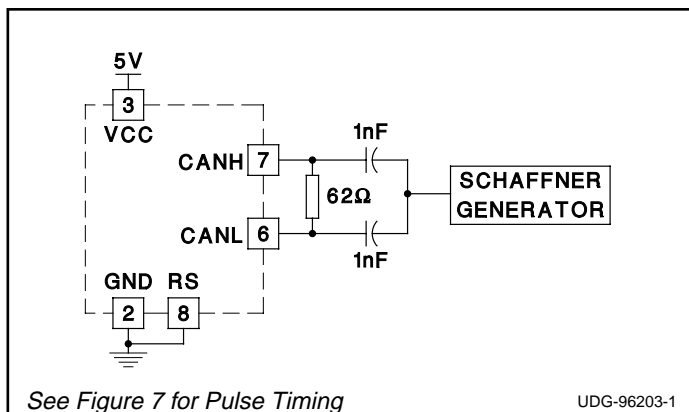 5V
3
VCC
1nF
CANH 7
SCHAFFNER
GENERATOR
62Ω
CANL 6
1nF
GND RS
2 8
See Figure 7 for Pulse Timing
UDG-96203-1